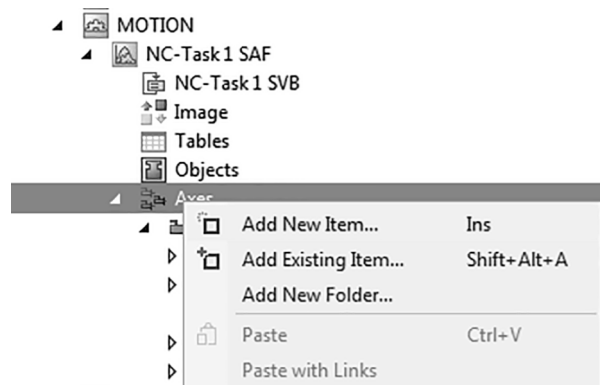 MOTION
NC-Task 1 SAF
NC-Task 1 SVB
Image
Tables
Objects
Axes
Add New Item... Ins
Add Existing Item... Shift+Alt+A
Add New Folder...
Paste Ctrl+V
Paste with Links